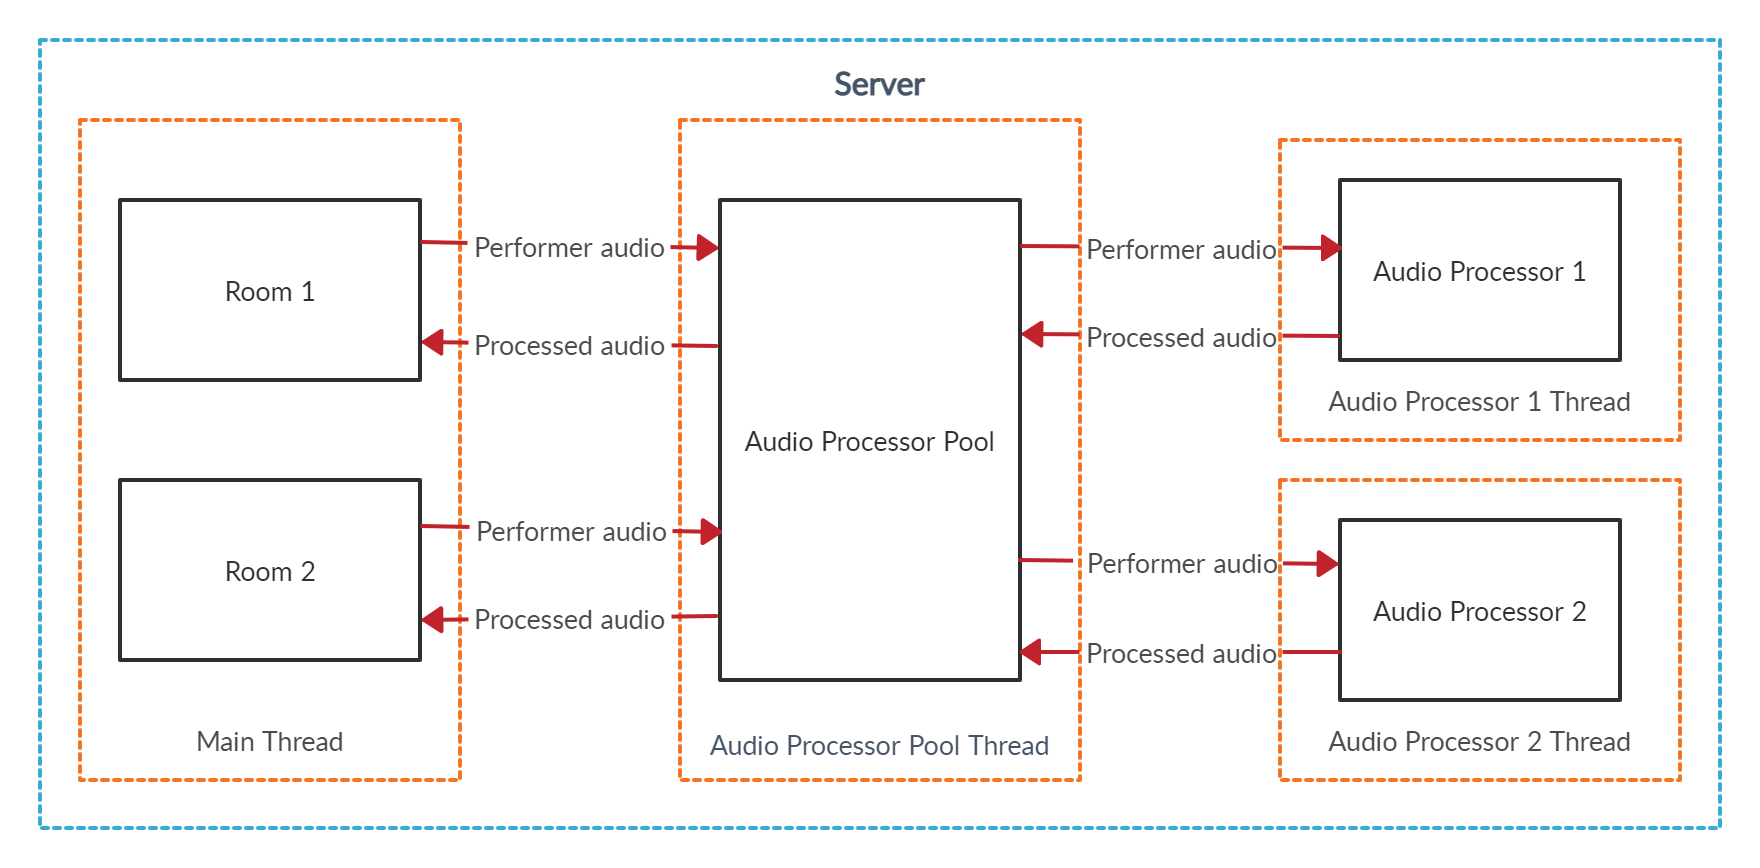 Server
Room 1
Performer audio
Processed audio
Room 2
Performer audio
Processed audio
Main Thread
Audio Processor Pool
Audio Processor Pool Thread
Performer audio
Processed audio
Audio Processor 1
Audio Processor 1 Thread
Performer audio
Processed audio
Audio Processor 2
Audio Processor 2 Thread